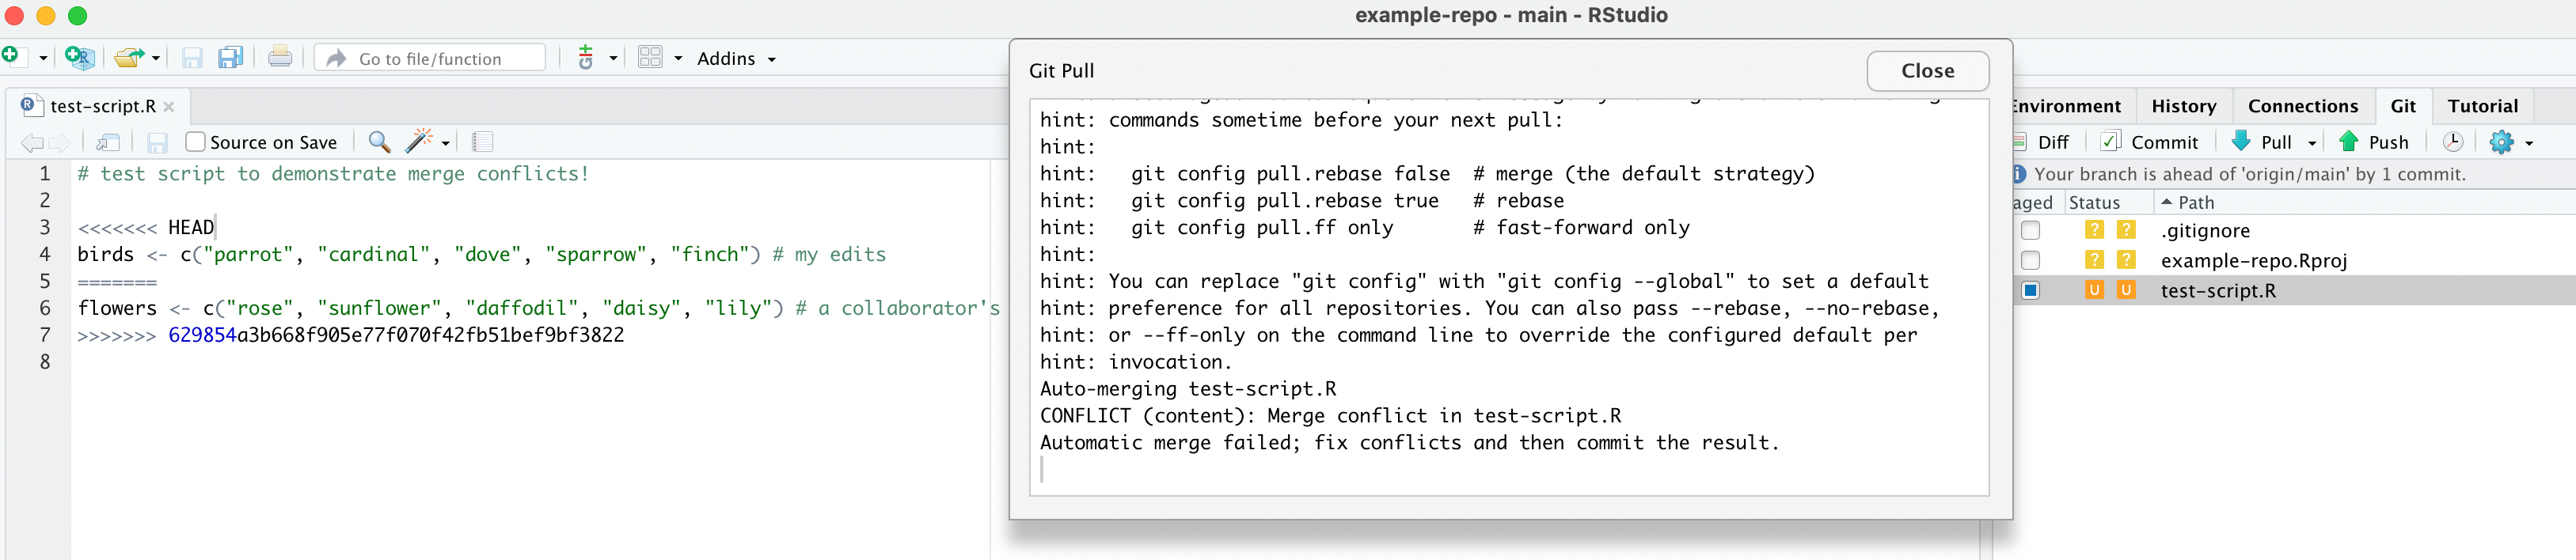 example-repo - main - RStudio
Go to file/function
Git
Addins
test-script.R
Source on Save
1 # test script to demonstrate merge conflicts!
2
3 <<<<<<< HEAD
4 birds <- c("parrot", "cardinal", "dove", "sparrow", "finch") # my edits
5 =======
6 flowers <- c("rose", "sunflower", "daffodil", "daisy", "lily") # a collaborator's
7 >>>>>>> 629854a3b668f905e77f070f42fb51bef9bf3822
8
Git Pull
Close
hint: commands sometime before your next pull:
hint:
hint:   git config pull.rebase false  # merge (the default strategy)
hint:   git config pull.rebase true   # rebase
hint:   git config pull.ff only       # fast-forward only
hint:
hint: You can replace "git config" with "git config --global" to set a default
hint: preference for all repositories. You can also pass --rebase, --no-rebase,
hint: or --ff-only on the command line to override the configured default per
hint: invocation.
Auto-merging test-script.R
CONFLICT (content): Merge conflict in test-script.R
Automatic merge failed; fix conflicts and then commit the result.
nvironment History Connections Git Tutorial
Diff Commit Pull Push
Your branch is ahead of 'origin/main' by 1 commit.
aged Status Path
? ? .gitignore
? ? example-repo.Rproj
U U test-script.R